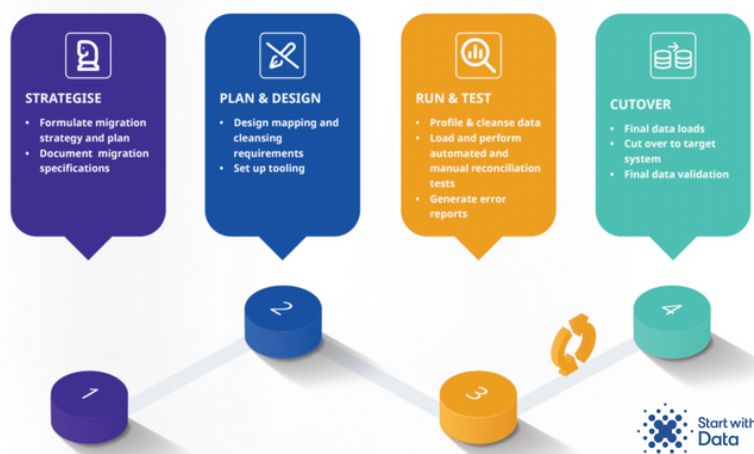 STRATEGISE
• Formulate migration
strategy and plan
• Document migration
specifications
PLAN & DESIGN
• Design mapping and
cleansing
requirements
• Set up tooling
RUN & TEST
• Profile & cleanse data
• Load and perform
automated and
manual reconciliation
tests
• Generate error
reports
CUTOVER
• Final data loads
• Cut over to target
system
• Final data validation
1
2
3
4
Start with
Data